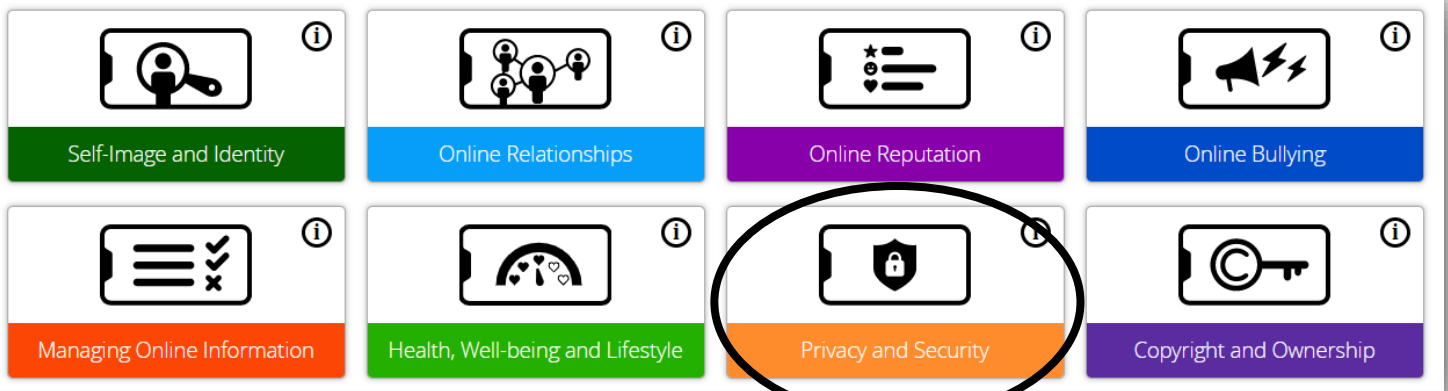 Self-Image and Identity
Online Relationships
Online Reputation
Online Bullying
Managing Online Information
Health, Well-being and Lifestyle
Privacy and Security
Copyright and Ownership